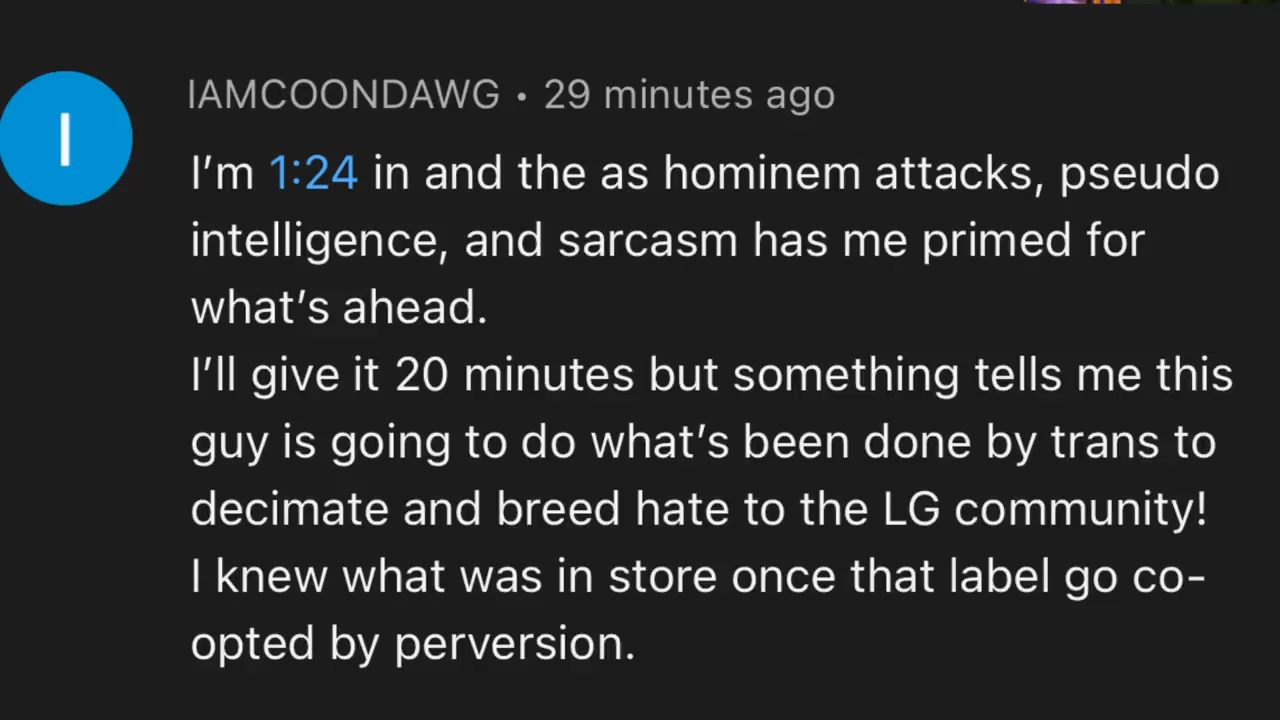 I
IAMCOONDAWG • 29 minutes ago
I'm 1:24 in and the as hominem attacks, pseudo
intelligence, and sarcasm has me primed for
what's ahead.
I'll give it 20 minutes but something tells me this
guy is going to do what's been done by trans to
decimate and breed hate to the LG community!
I knew what was in store once that label go co-
opted by perversion.